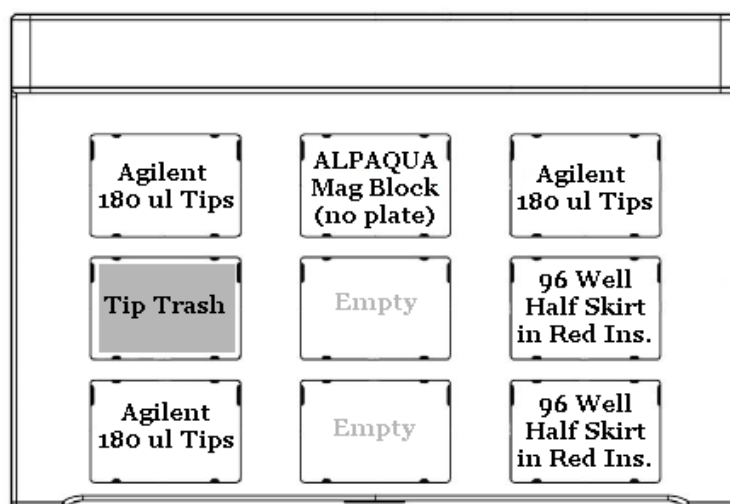 Agilent
180 ul Tips
ALPAQUA
Mag Block
(no plate)
Agilent
180 ul Tips
Tip Trash
Empty
96 Well
Half Skirt
in Red Ins.
Agilent
180 ul Tips
Empty
96 Well
Half Skirt
in Red Ins.